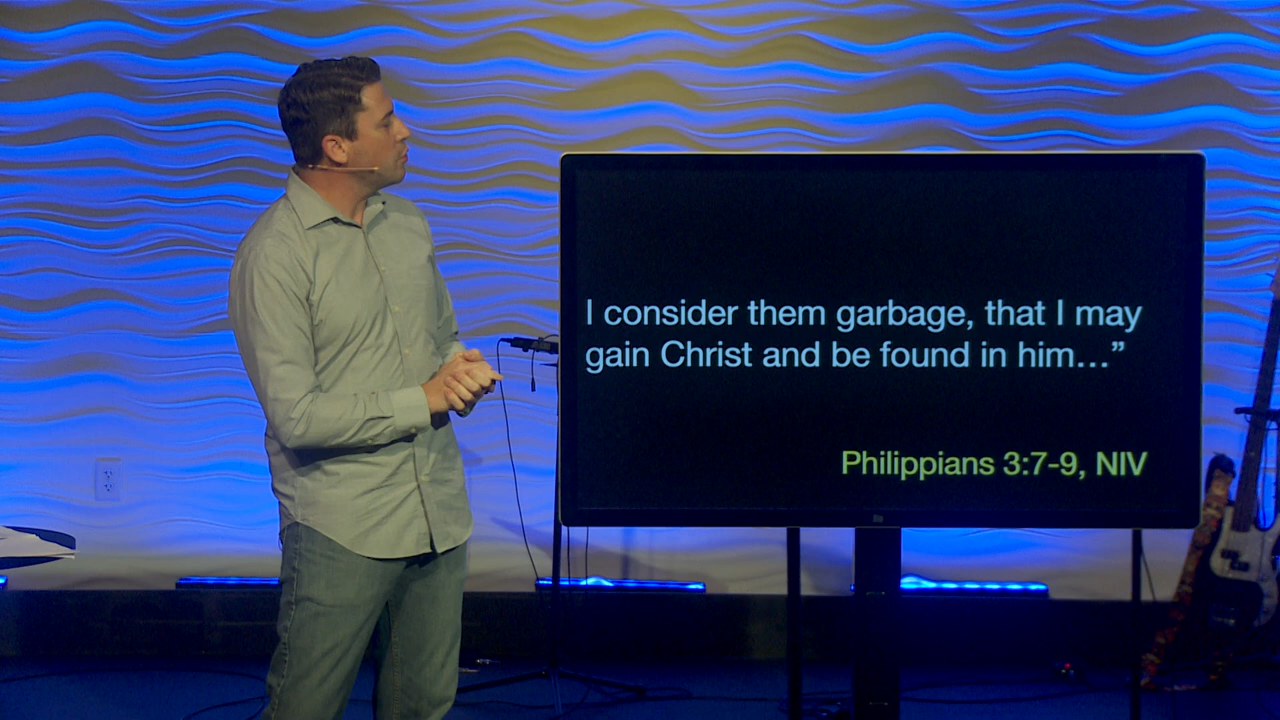 I consider them garbage, that I may
gain Christ and be found in him…”
Philippians 3:7-9, NIV